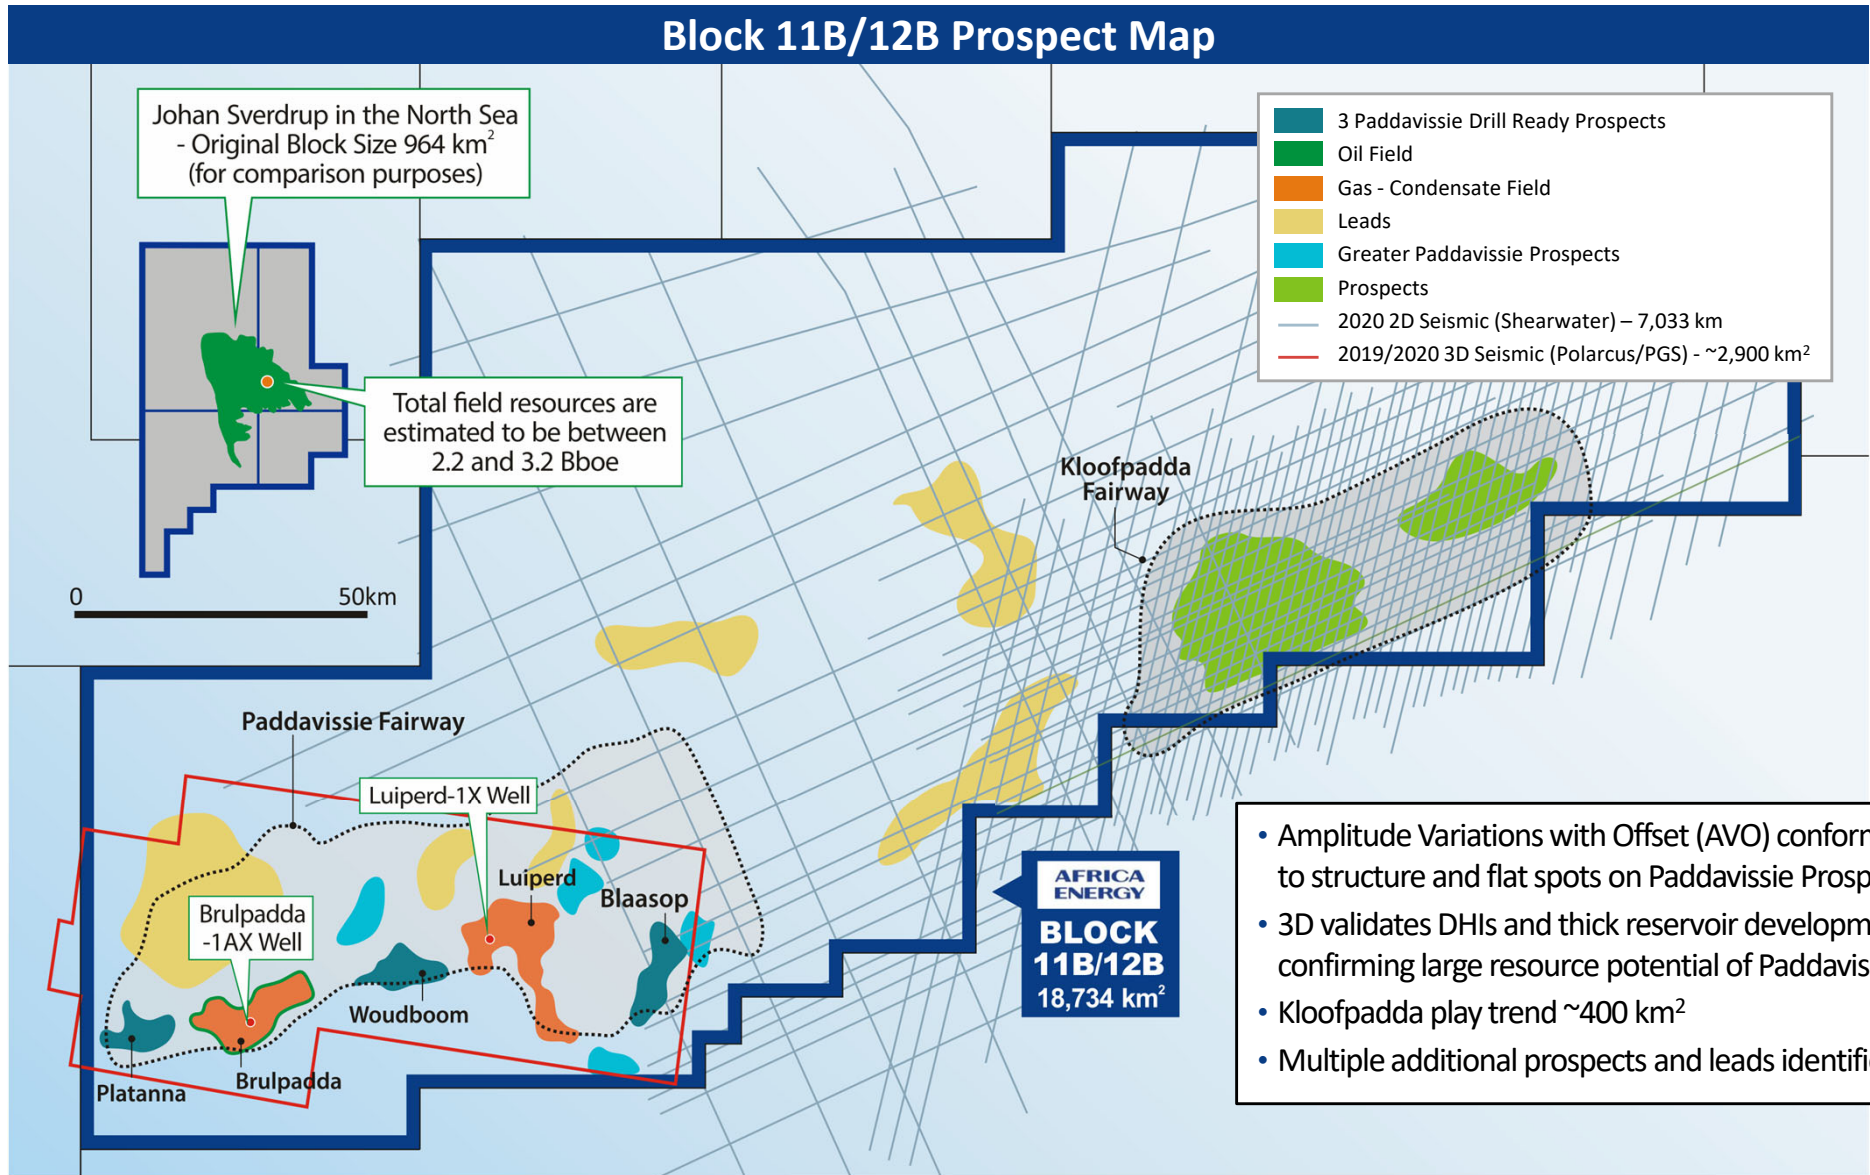 Block 11B/12B Prospect Map
Johan Sverdrup in the North Sea
- Original Block Size 964 km²
(for comparison purposes)
3 Paddavissie Drill Ready Prospects
Oil Field
Gas - Condensate Field
Leads
Greater Paddavissie Prospects
Prospects
2020 2D Seismic (Shearwater) – 7,033 km
2019/2020 3D Seismic (Polarcus/PGS) - ~2,900 km²
Total field resources are
estimated to be between
2.2 and 3.2 Bboe
Kloofpadda
Fairway
0 50km
Paddavissie Fairway
Luiperd-1X Well
Luiperd
Blaasop
Brulpadda
-1AX Well
Woudboom
Brulpadda
Platanna
AFRICA
ENERGY
BLOCK
11B/12B
18,734 km²
• Amplitude Variations with Offset (AVO)
to structure and flat spots on Paddavissie
• 3D validates DHIs and thick reservoir
confirming large resource potential of
• Kloofpadda play trend ~400 km²
• Multiple additional prospects and leads